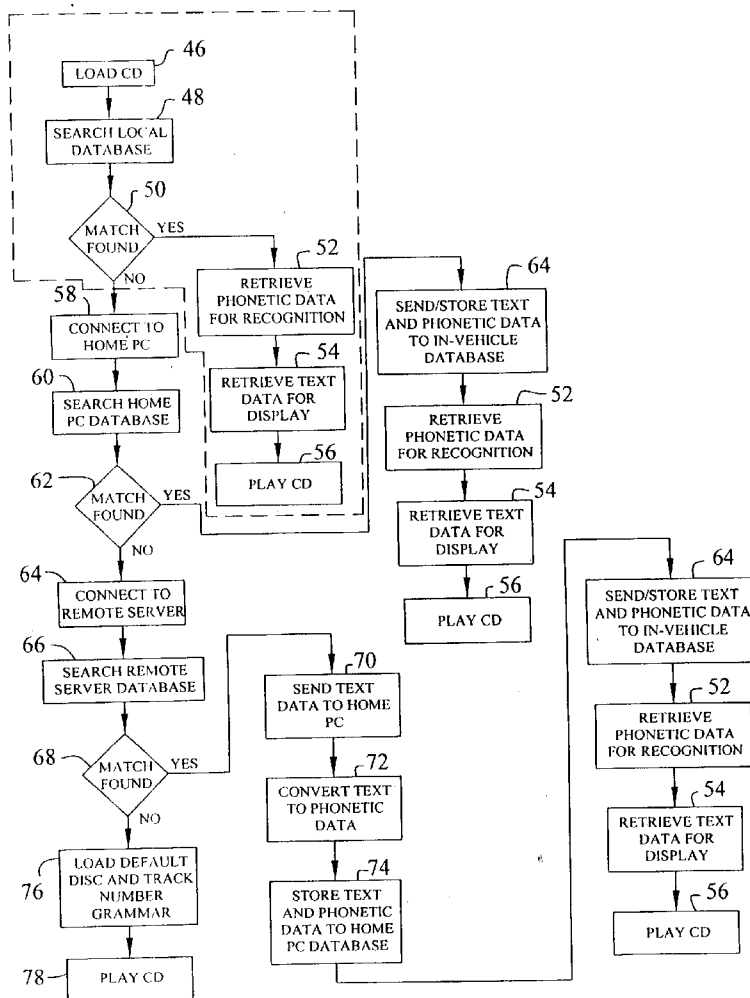 46
LOAD CD
48
SEARCH LOCAL
DATABASE
50
MATCH
FOUND
YES
NO
52
RETRIEVE
PHONETIC DATA
FOR RECOGNITION
54
RETRIEVE TEXT
DATA FOR
DISPLAY
56
PLAY CD
58
CONNECT TO
HOME PC
60
SEARCH HOME
PC DATABASE
62
MATCH
FOUND
YES
NO
64
SEND/STORE TEXT
AND PHONETIC DATA
TO IN-VEHICLE
DATABASE
52
RETRIEVE
PHONETIC DATA
FOR RECOGNITION
54
RETRIEVE TEXT
DATA FOR
DISPLAY
56
PLAY CD
64
CONNECT TO
REMOTE SERVER
66
SEARCH REMOTE
SERVER DATABASE
68
MATCH
FOUND
YES
NO
70
SEND TEXT
DATA TO HOME
PC
72
CONVERT TEXT
TO PHONETIC
DATA
74
STORE TEXT
AND PHONETIC
DATA TO HOME
PC DATABASE
64
SEND/STORE TEXT
AND PHONETIC DATA
TO IN-VEHICLE
DATABASE
52
RETRIEVE
PHONETIC DATA
FOR RECOGNITION
54
RETRIEVE TEXT
DATA FOR
DISPLAY
56
PLAY CD
76
LOAD DEFAULT
DISC AND TRACK
NUMBER
GRAMMAR
78
PLAY CD